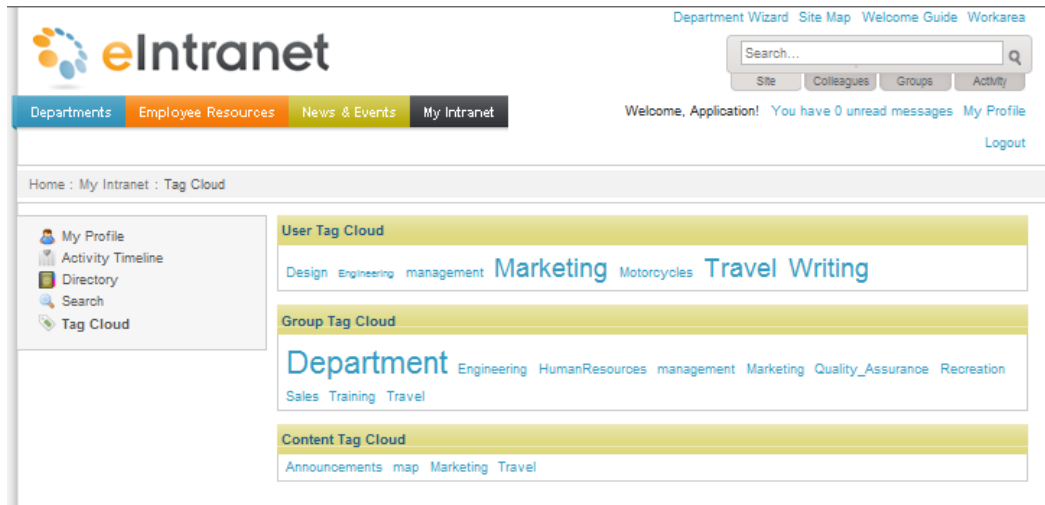 Department Wizard Site Map Welcome Guide Workarea
eIntranet
Search...
Site Colleagues Groups Activity
Departments Employee Resources News & Events My Intranet
Welcome, Application! You have 0 unread messages My Profile
Logout
Home : My Intranet : Tag Cloud
My Profile
Activity Timeline
Directory
Search
Tag Cloud
User Tag Cloud
Design Engineering management Marketing Motorcycles Travel Writing
Group Tag Cloud
Department Engineering HumanResources management Marketing Quality_Assurance Recreation
Sales Training Travel
Content Tag Cloud
Announcements map Marketing Travel